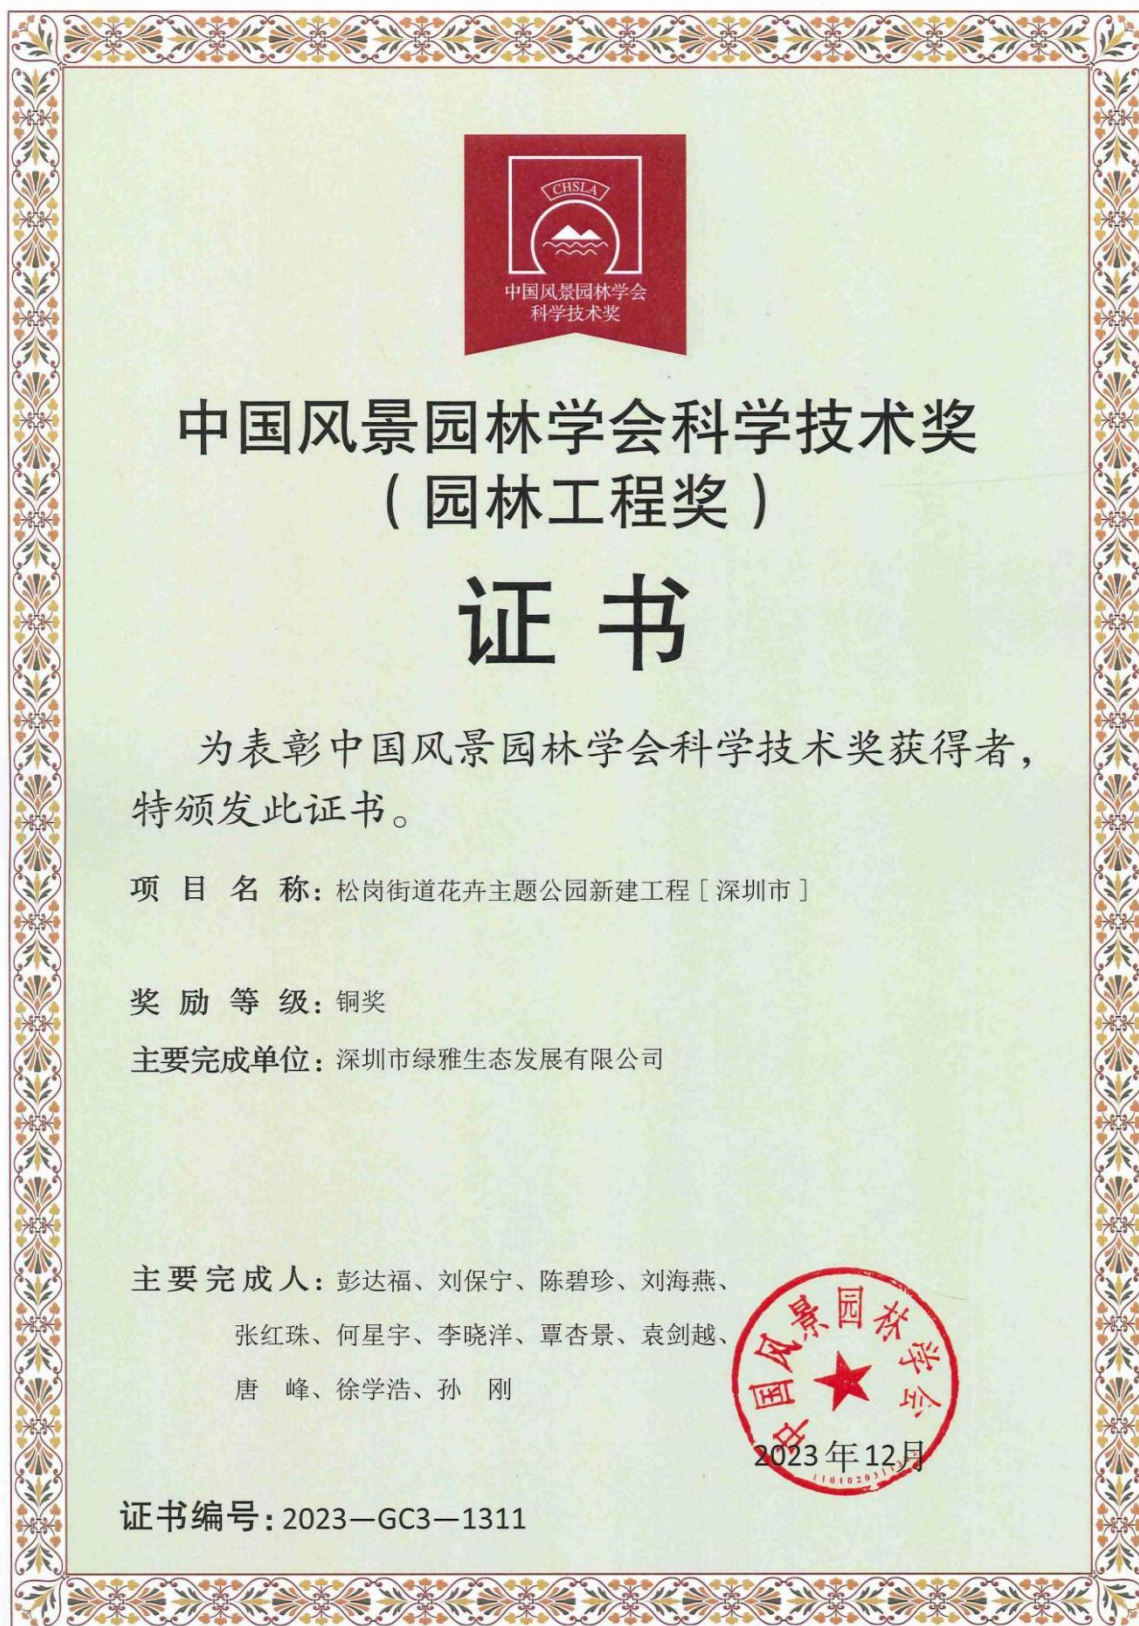 CHSLA
中国风景园林学会
科学技术奖
中国风景园林学会科学技术奖
（园林工程奖）
证书
为表彰中国风景园林学会科学技术奖获得者，
特颁发此证书。
项目名称：松岗街道花卉主题公园新建工程［深圳市］
奖励等级：铜奖
主要完成单位：深圳市绿雅生态发展有限公司
主要完成人：彭达福、刘保宁、陈碧珍、刘海燕、
张红珠、何星宇、李晓洋、覃杏景、袁剑越、
唐　峰、徐学浩、孙　刚
中国风景园林学会
2023年12月
证书编号：2023—GC3—1311